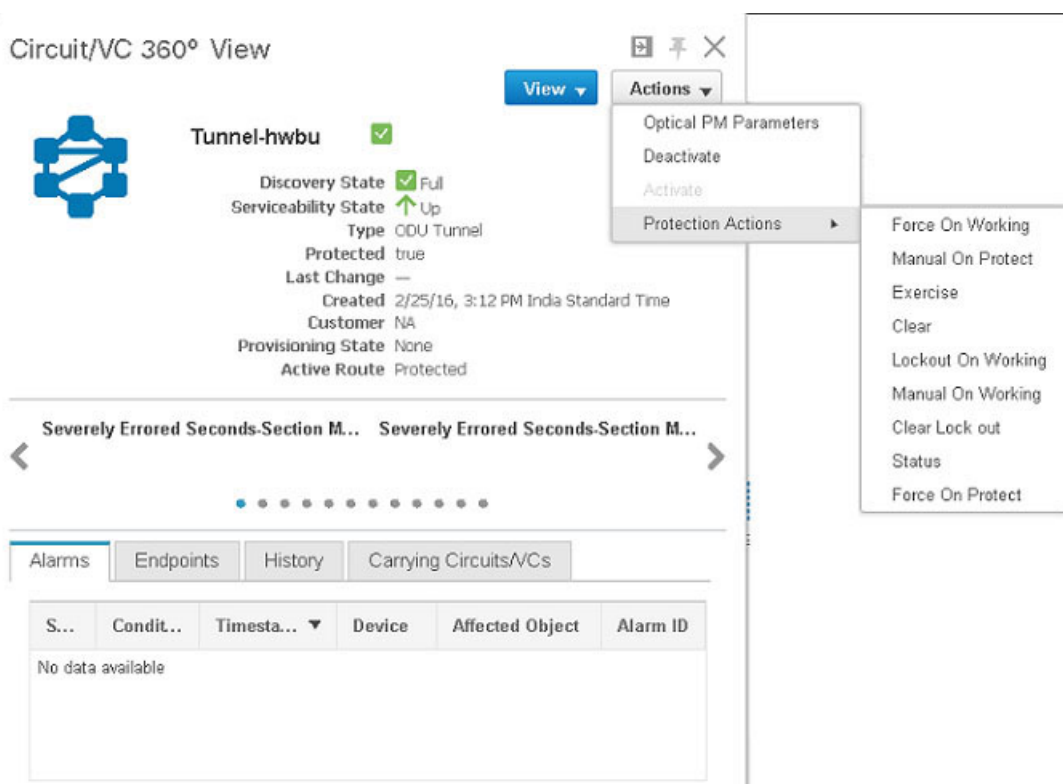 Circuit/VC 360° View
View
Actions
Optical PM Parameters
Deactivate
Activate
Protection Actions
Force On Working
Manual On Protect
Exercise
Clear
Lockout On Working
Manual On Working
Clear Lock out
Status
Force On Protect
Tunnel-hwbu
Discovery State Full
Serviceability State Up
Type ODU Tunnel
Protected true
Last Change —
Created 2/25/16, 3:12 PM India Standard Time
Customer NA
Provisioning State None
Active Route Protected
Severely Errored Seconds-Section M... Severely Errored Seconds-Section M...
Alarms Endpoints History Carrying Circuits/VCs
S... Condit... Timesta... Device Affected Object Alarm ID
No data available